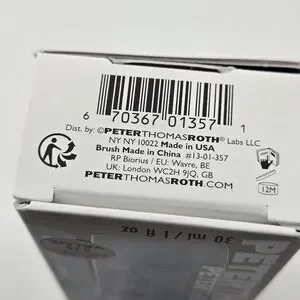 6 70367 01357 1
Dist. by: ©PETERTHOMASROTH® Labs LLC
NY NY 10022 Made in USA
Brush Made in China #13-01-357
RP Biorius / EU: Wavre, BE
UK: London WC2H 9JQ, GB
PETERTHOMASROTH.COM
12M
30 ml / 1 fl oz